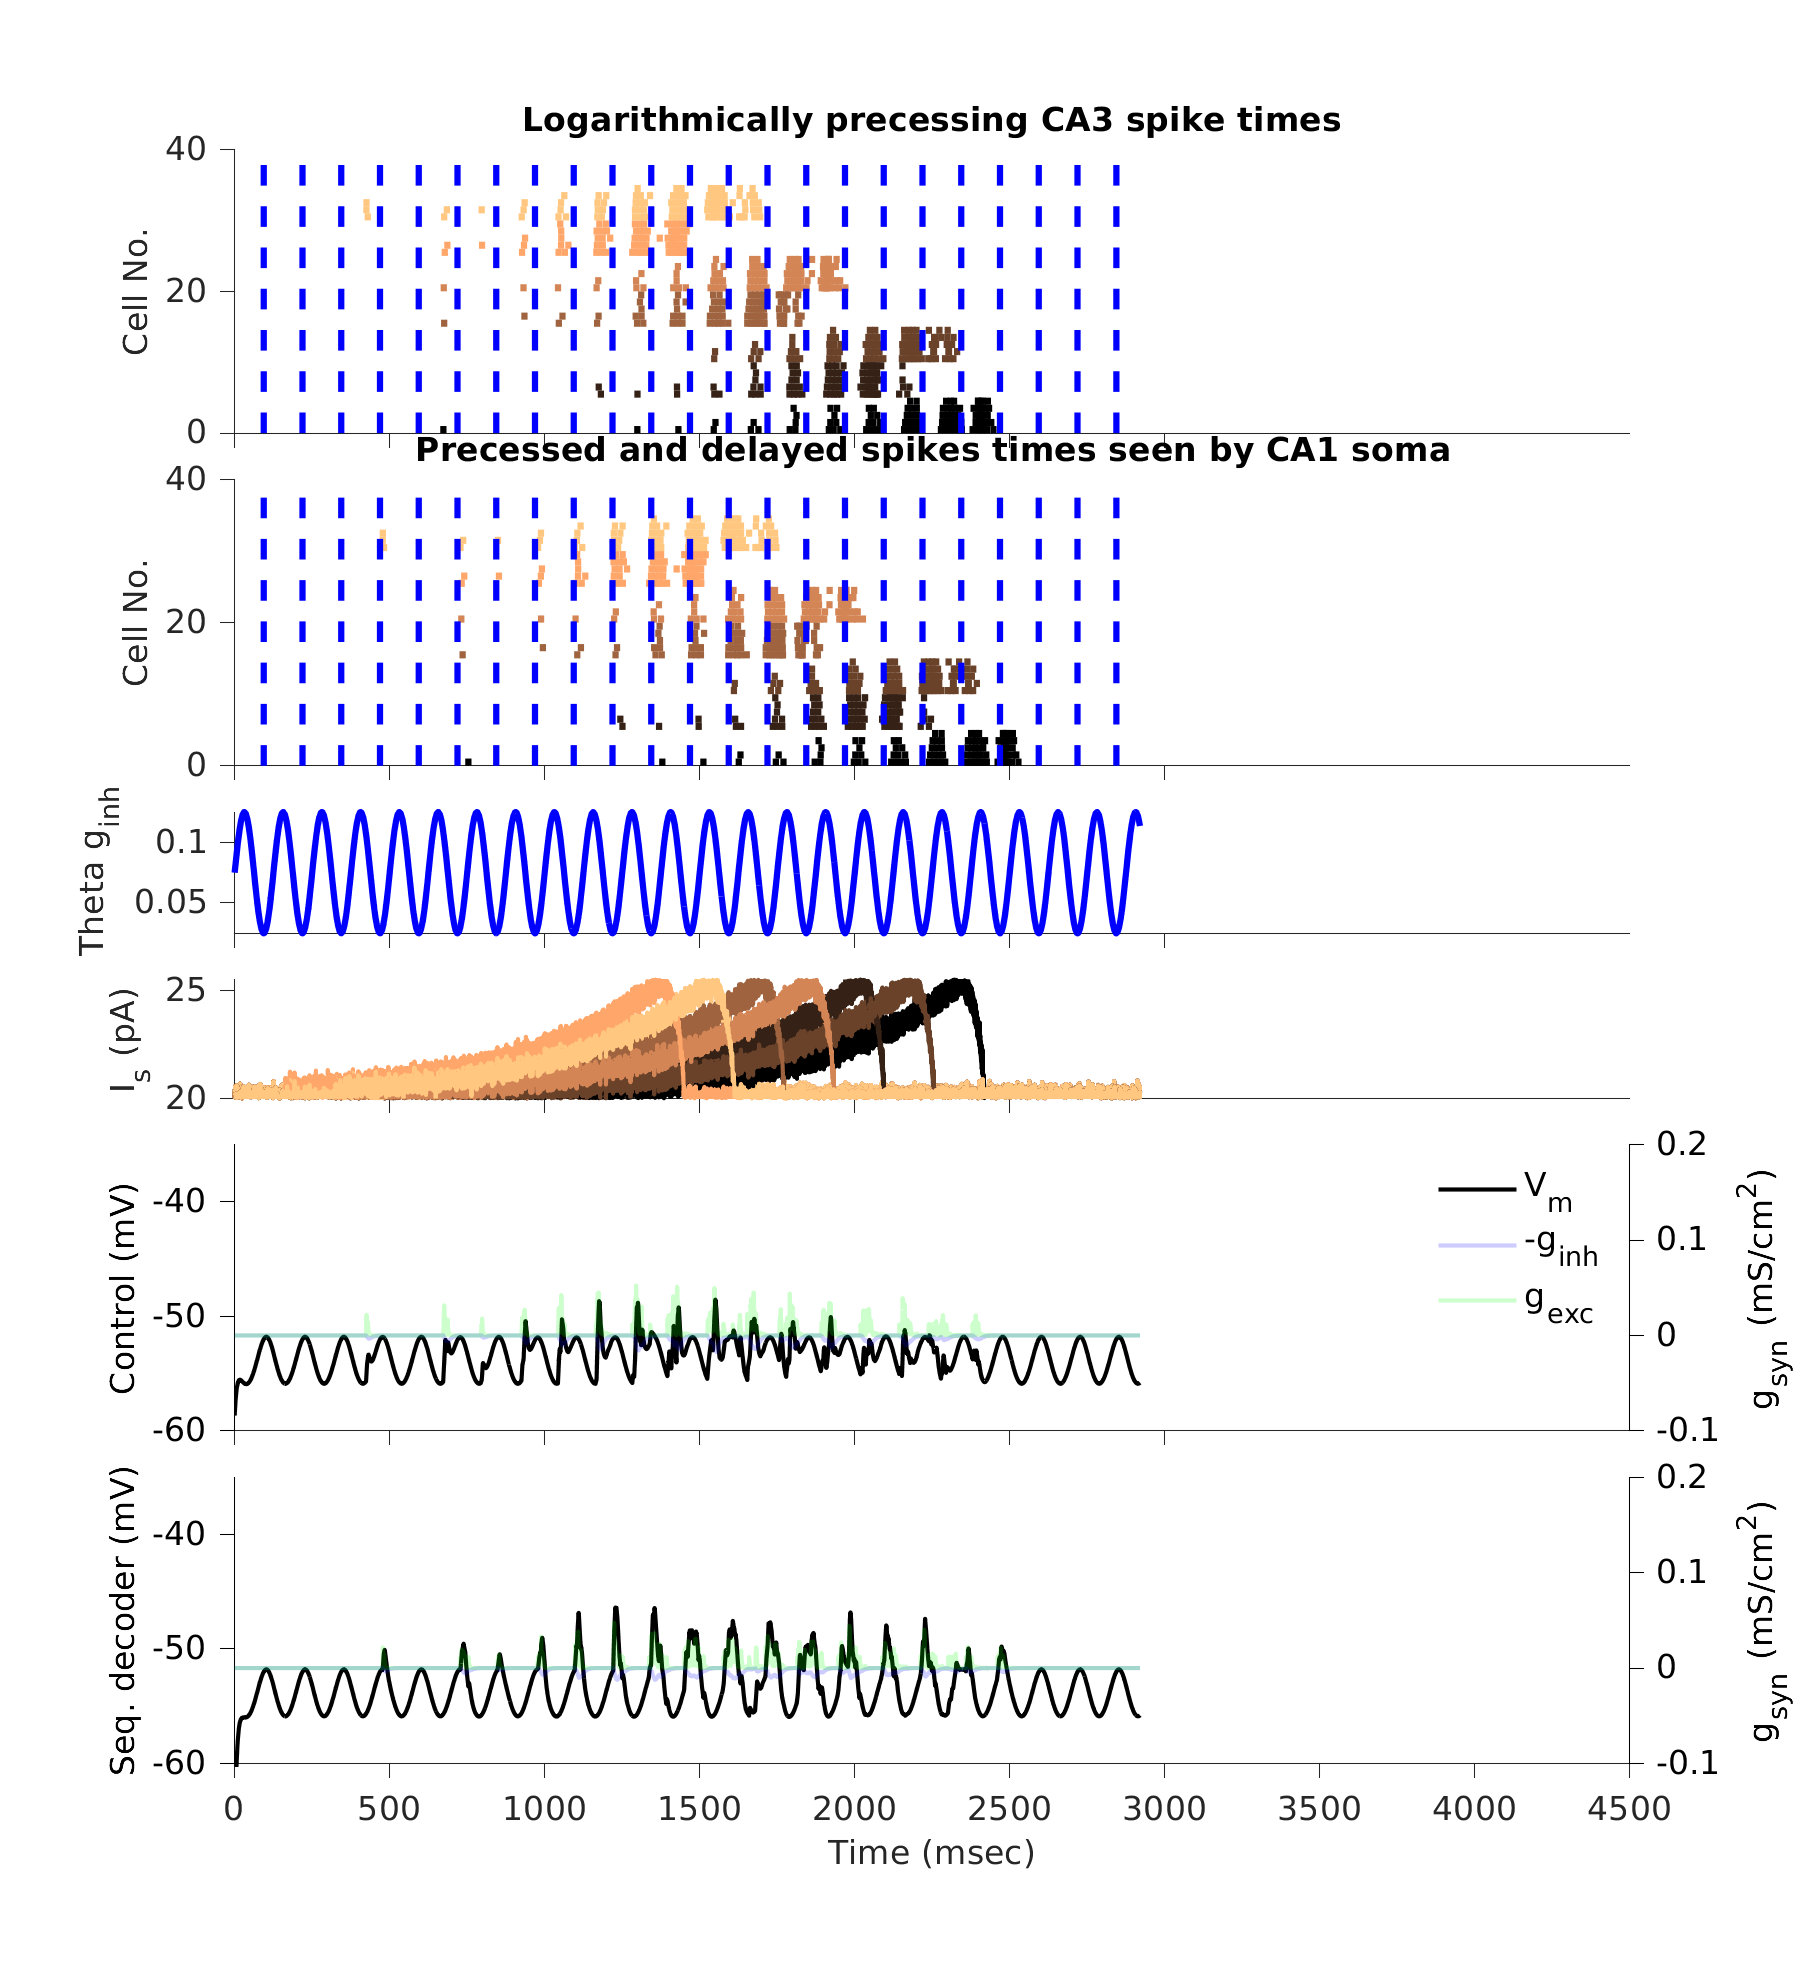 Logarithmically precessing CA3 spike times
40
20
0
Cell No.
Precessed and delayed spikes times seen by CA1 soma
40
20
0
Cell No.
0.1
0.05
Theta g_inh
25
20
I_s (pA)
-40
-50
-60
Control (mV)
V_m
-g_inh
g_exc
0.2
0.1
0
-0.1
g_syn (mS/cm^2)
-40
-50
-60
Seq. decoder (mV)
0.2
0.1
0
-0.1
g_syn (mS/cm^2)
0 500 1000 1500 2000 2500 3000 3500 4000 4500
Time (msec)